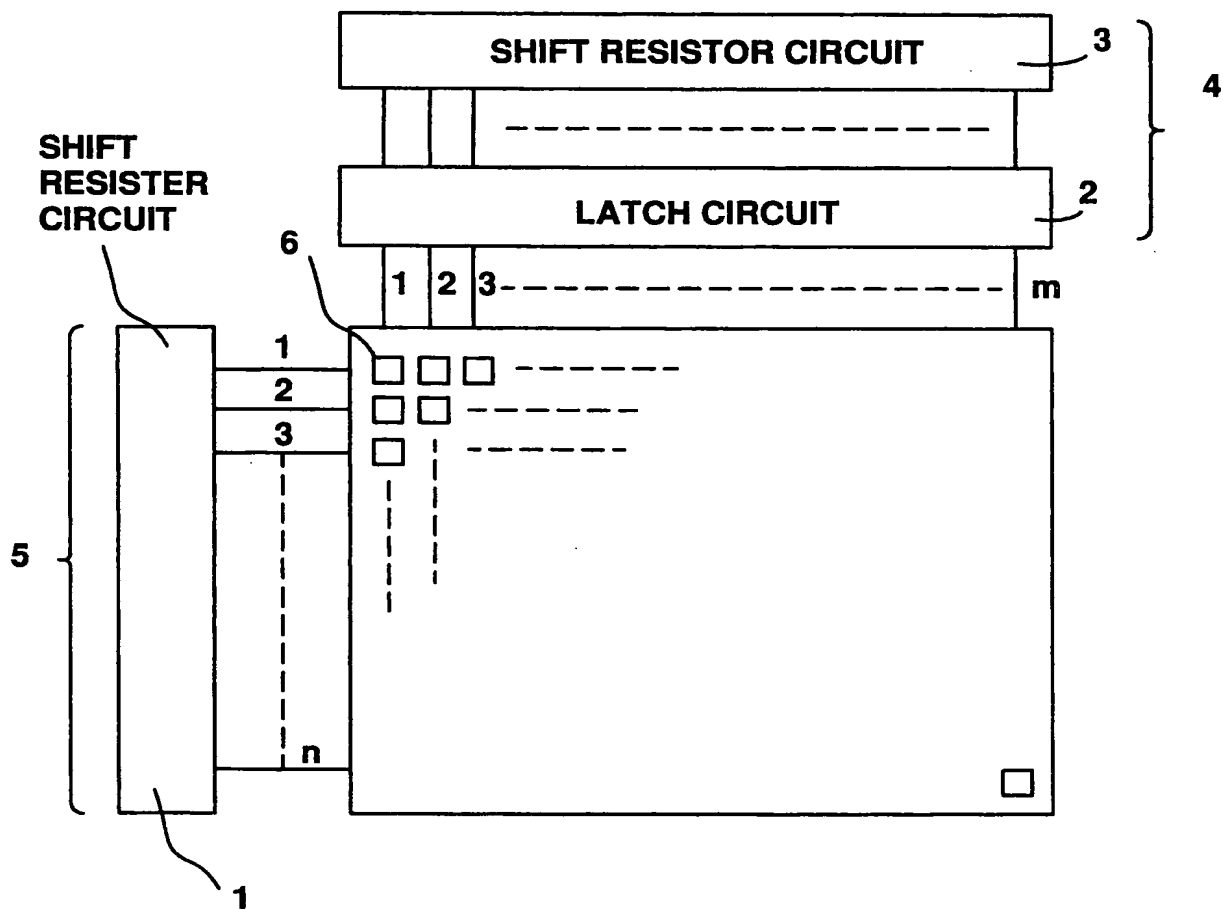 SHIFT RESISTOR CIRCUIT
3
4
SHIFT
RESISTER
CIRCUIT
LATCH CIRCUIT
2
6
1 2 3 m
1
2
3
5
n
1